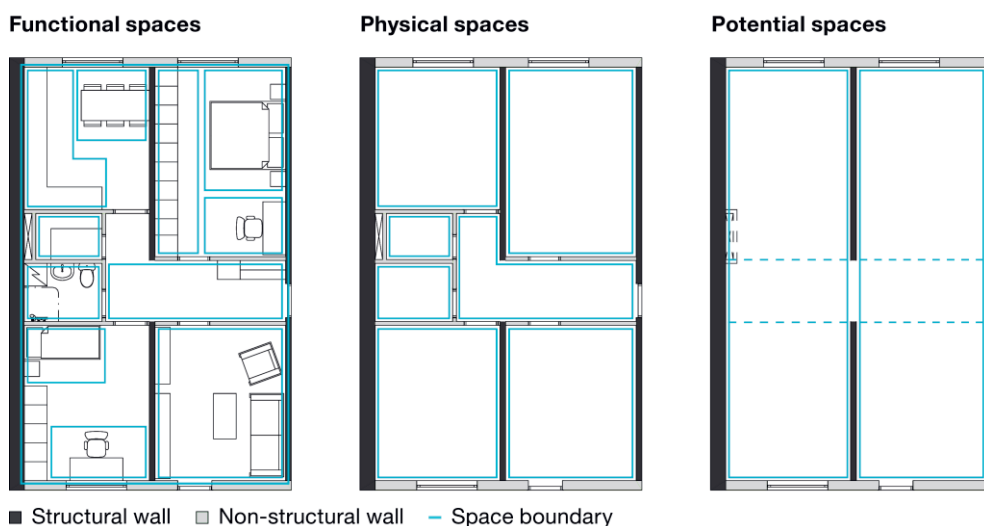 Functional spaces
Physical spaces
Potential spaces
Structural wall
Non-structural wall
Space boundary